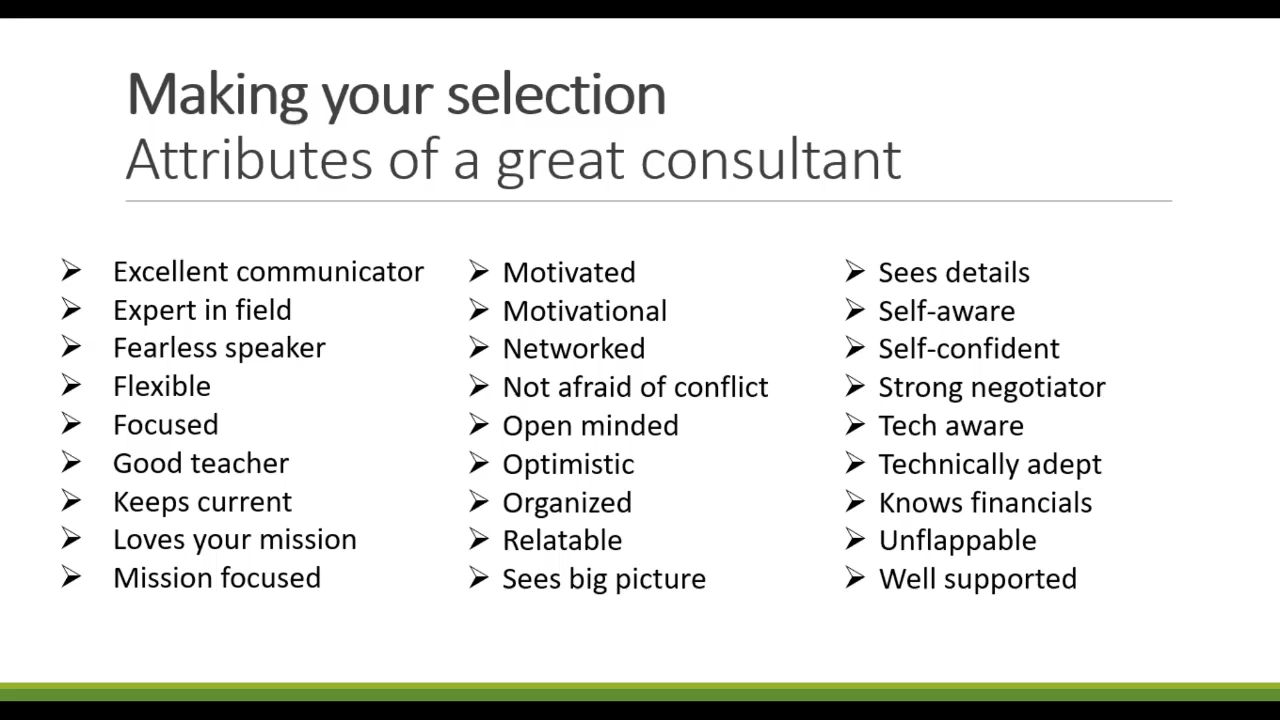 Making your selection
Attributes of a great consultant
Excellent communicator
Expert in field
Fearless speaker
Flexible
Focused
Good teacher
Keeps current
Loves your mission
Mission focused
Motivated
Motivational
Networked
Not afraid of conflict
Open minded
Optimistic
Organized
Relatable
Sees big picture
Sees details
Self-aware
Self-confident
Strong negotiator
Tech aware
Technically adept
Knows financials
Unflappable
Well supported